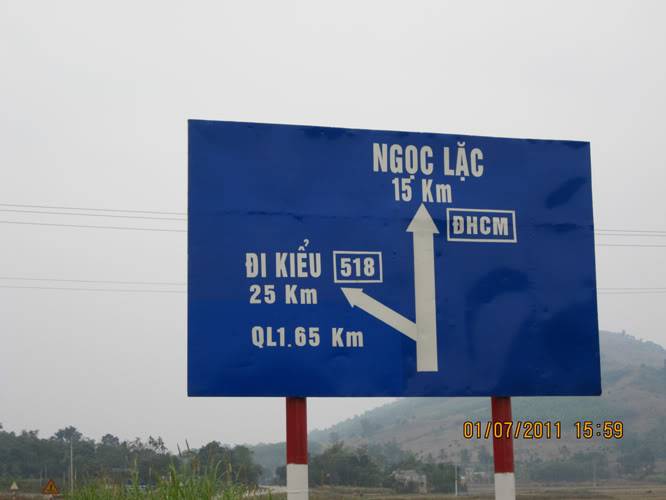 NGỌC LẶC
15 Km
ĐHCM
ĐI KIỂU 518
25 Km
QL1.65 Km
01/07/2011 15:59